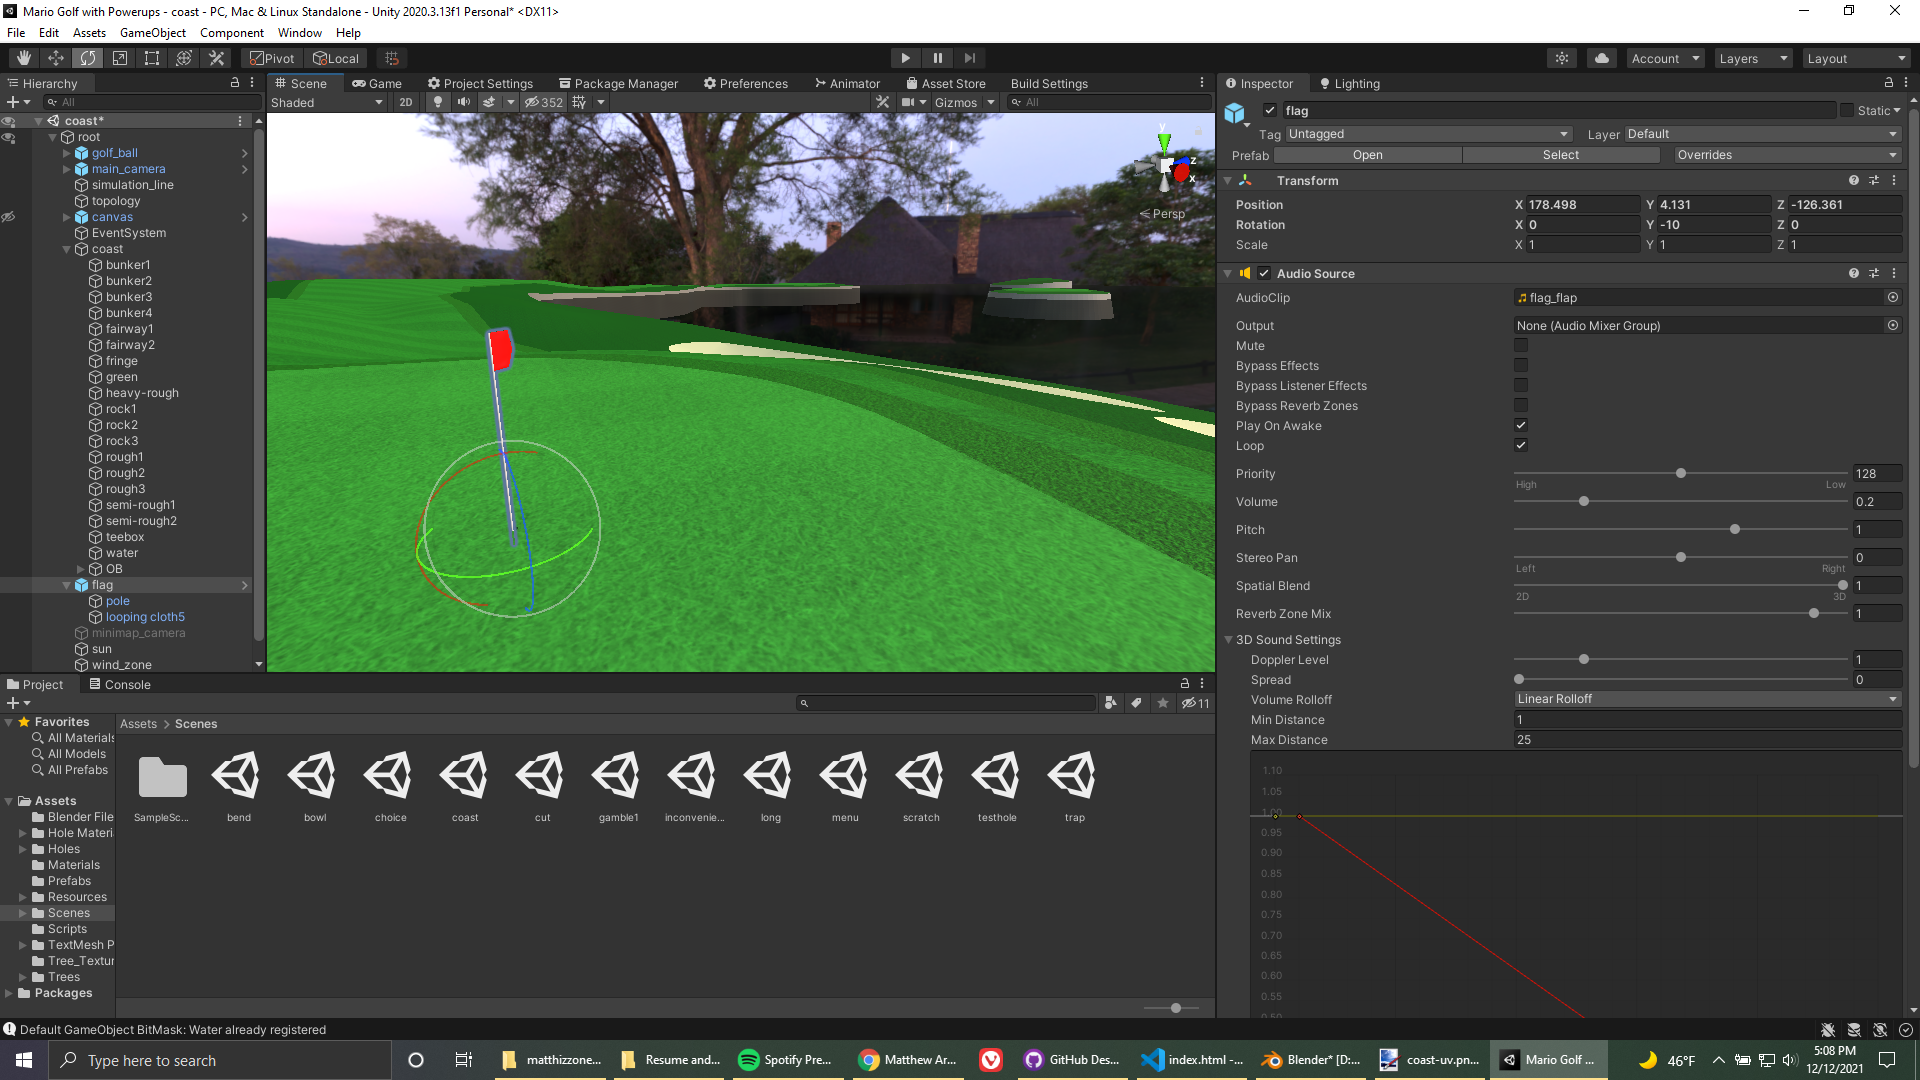 Mario Golf with Powerups - coast - PC, Mac & Linux Standalone - Unity 2020.3.13f1 Personal* <DX11>
File Edit Assets GameObject Component Window Help
Pivot Local Account Layers Layout
Hierarchy
All
coast*
root
golf_ball
main_camera
simulation_line
topology
canvas
EventSystem
coast
bunker1
bunker2
bunker3
bunker4
fairway1
fairway2
fringe
green
heavy-rough
rock1
rock2
rock3
rough1
rough2
rough3
semi-rough1
semi-rough2
teebox
water
OB
flag
pole
looping cloth5
minimap_camera
sun
wind_zone
Scene Game Project Settings Package Manager Preferences Animator Asset Store Build Settings
Shaded 2D 352 Gizmos All
y
z
x
Persp
Inspector Lighting
flag Static
Tag Untagged Layer Default
Prefab Open Select Overrides
Transform
Position X 178.498 Y 4.131 Z -126.361
Rotation X 0 Y -10 Z 0
Scale X 1 Y 1 Z 1
Audio Source
AudioClip flag_flap
Output None (Audio Mixer Group)
Mute
Bypass Effects
Bypass Listener Effects
Bypass Reverb Zones
Play On Awake
Loop
Priority 128
High Low
Volume 0.2
Pitch 1
Stereo Pan 0
Left Right
Spatial Blend 1
2D 3D
Reverb Zone Mix 1
3D Sound Settings
Doppler Level 1
Spread 0
Volume Rolloff Linear Rolloff
Min Distance 1
Max Distance 25
1.10
1.05
1.00
0.95
0.90
0.85
0.80
0.75
0.70
0.65
0.60
0.55
0.50
Project Console
11
Favorites
All Materials
All Models
All Prefabs
Assets
Blender File
Hole Materi
Holes
Materials
Prefabs
Resources
Scenes
Scripts
TextMesh P
Tree_Textur
Trees
Packages
Assets > Scenes
SampleSc... bend bowl choice coast cut gamble1 inconvenie... long menu scratch testhole trap
Default GameObject BitMask: Water already registered
Type here to search
matthizzone... Resume and... Spotify Pre... Matthew Ar... GitHub Des... index.html -... Blender* [D:... coast-uv.pn... Mario Golf ...
46°F
5:08 PM
12/12/2021